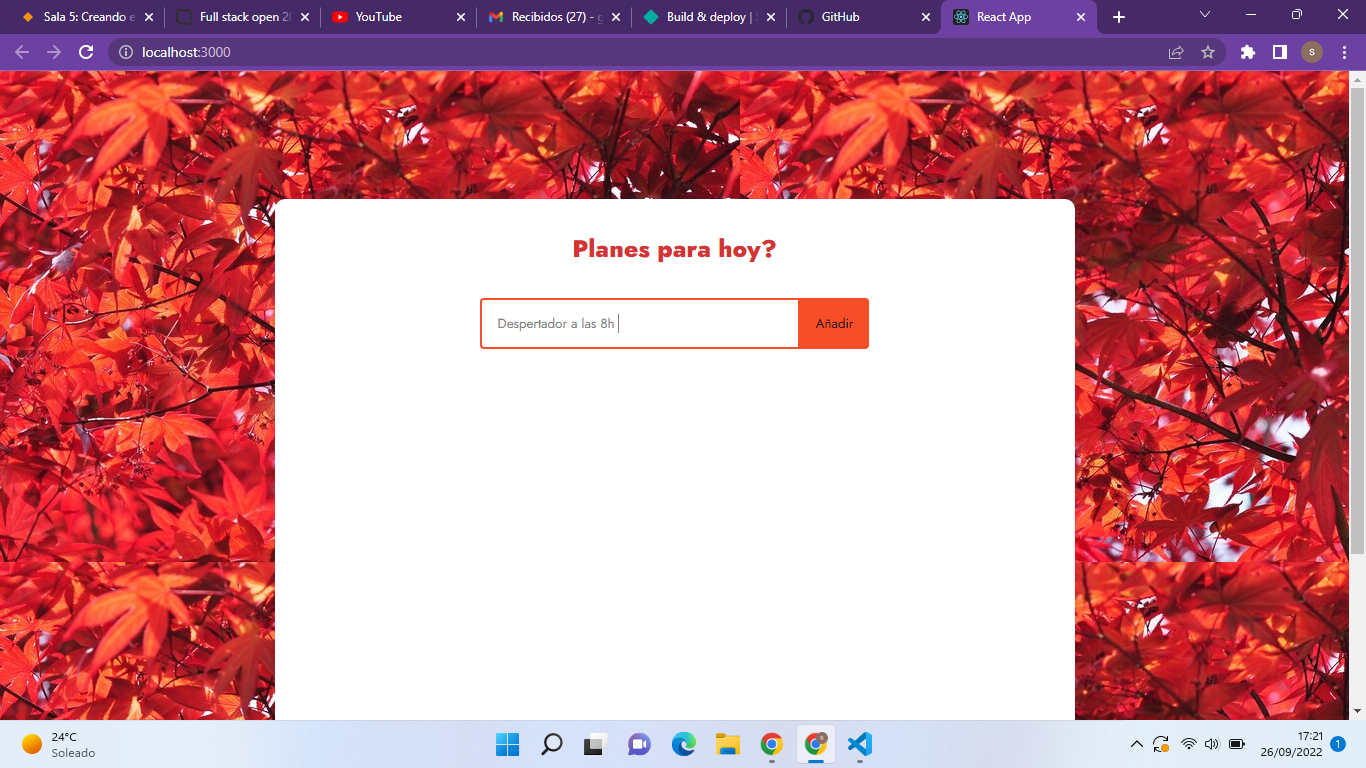 Sala 5: Creando e
Full stack open 20
YouTube
Recibidos (27) - g
Build & deploy |
GitHub
React App
localhost:3000
S
Planes para hoy?
Despertador a las 8h
Añadir
24°C
Soleado
17:21
26/09/2022
1